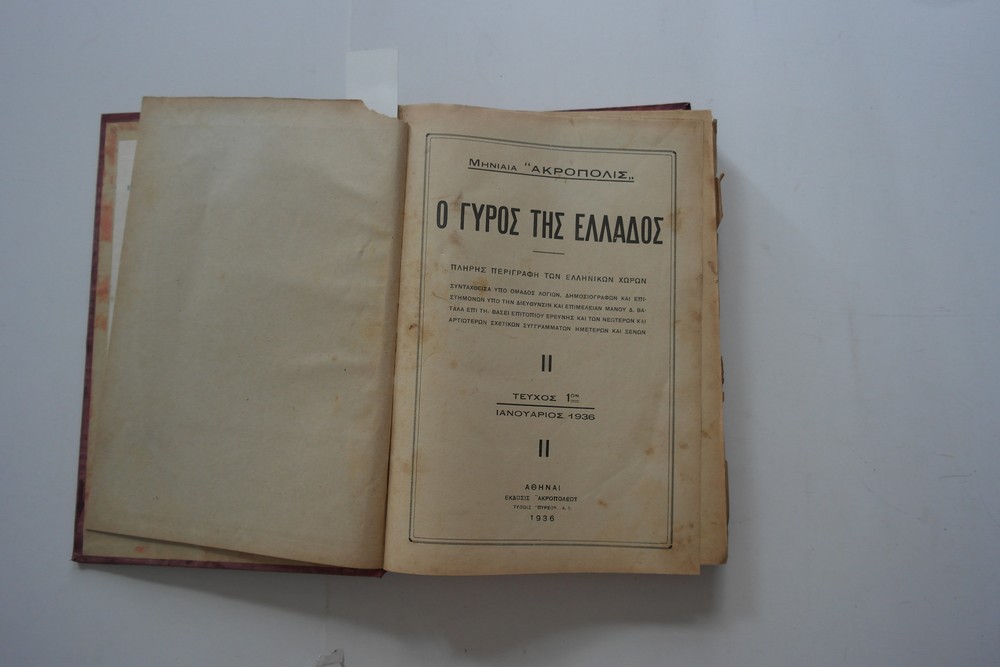 Μηνιαια "ΑΚΡΟΠΟΛΙΣ„
Ο ΓΥΡΟΣ ΤΗΣ ΕΛΛΑΔΟΣ
ΠΛΗΡΗΣ ΠΕΡΙΓΡΑΦΗ ΤΩΝ ΕΛΛΗΝΙΚΩΝ ΧΩΡΩΝ
ΣΥΝΤΑΧΘΕΙΣΑ ΥΠΟ ΟΜΑΔΟΣ ΛΟΓΙΩΝ, ΔΗΜΟΣΙΟΓΡΑΦΩΝ ΚΑΙ ΕΠΙ-
ΣΤΗΜΟΝΩΝ ΥΠΟ ΤΗΝ ΔΙΕΥΘΥΝΣΙΝ ΚΑΙ ΕΠΙΜΕΛΕΙΑΝ ΜΑΝΟΥ Δ. ΒΑ-
ΤΑΛΑ ΕΠΙ ΤΗ. ΒΑΣΕΙ ΕΠΙΤΟΠΙΟΥ ΕΡΕΥΝΗΣ ΚΑΙ ΤΩΝ ΝΕΩΤΕΡΩΝ ΚΑΙ
ΑΡΤΙΩΤΕΡΩΝ ΣΧΕΤΙΚΩΝ ΣΥΓΓΡΑΜΜΑΤΩΝ ΗΜΕΤΕΡΩΝ ΚΑΙ ΞΕΝΩΝ
ΤΕΥΧΟΣ 1ον
ΙΑΝΟΥΑΡΙΟΣ 1936
ΑΘΗΝΑΙ
ΕΚΔΟΣΙΣ "ΑΚΡΟΠΟΛΕΩΣ"
1936